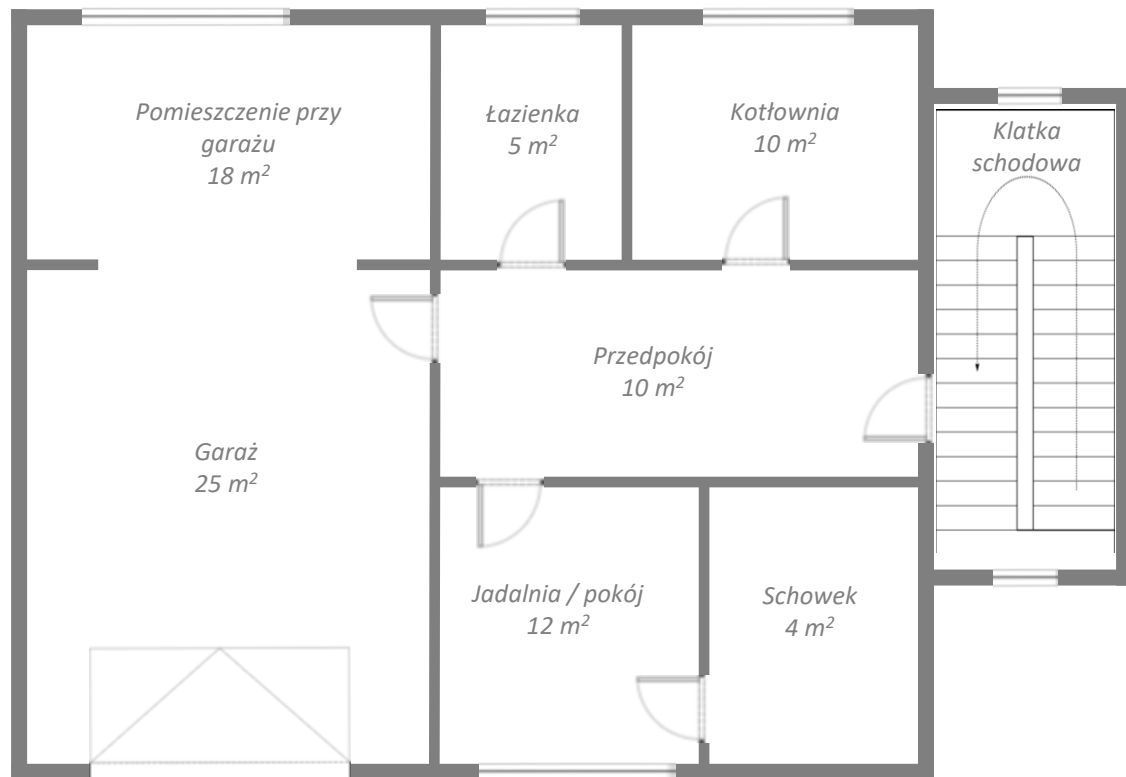 Pomieszczenie przy
garażu
18 m²
Łazienka
5 m²
Kotłownia
10 m²
Klatka
schodowa
Przedpokój
10 m²
Garaż
25 m²
Jadalnia / pokój
12 m²
Schowek
4 m²